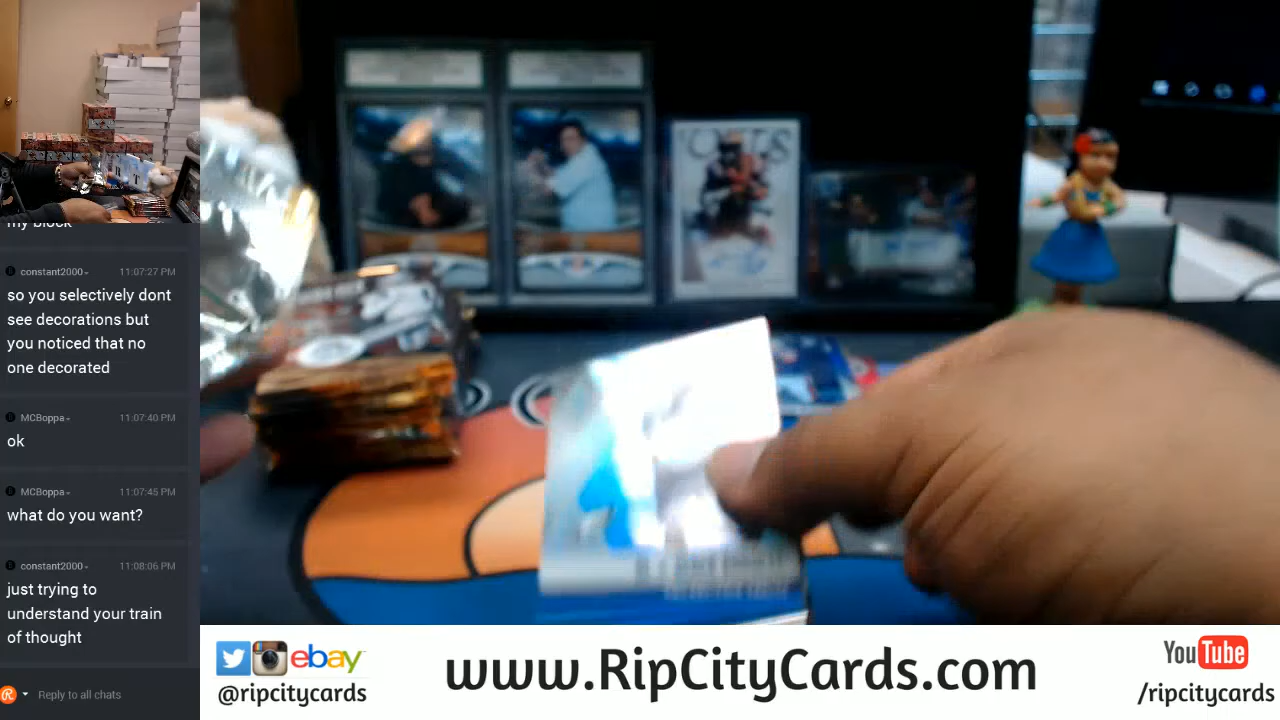 my block
constant2000 11:07:27 PM
so you selectively dont
see decorations but
you noticed that no
one decorated
MCBoppa 11:07:40 PM
ok
MCBoppa 11:07:45 PM
what do you want?
constant2000 11:08:06 PM
just trying to
understand your train
of thought
Reply to all chats
ebay
@ripcitycards
www.RipCityCards.com
YouTube
/ripcitycards